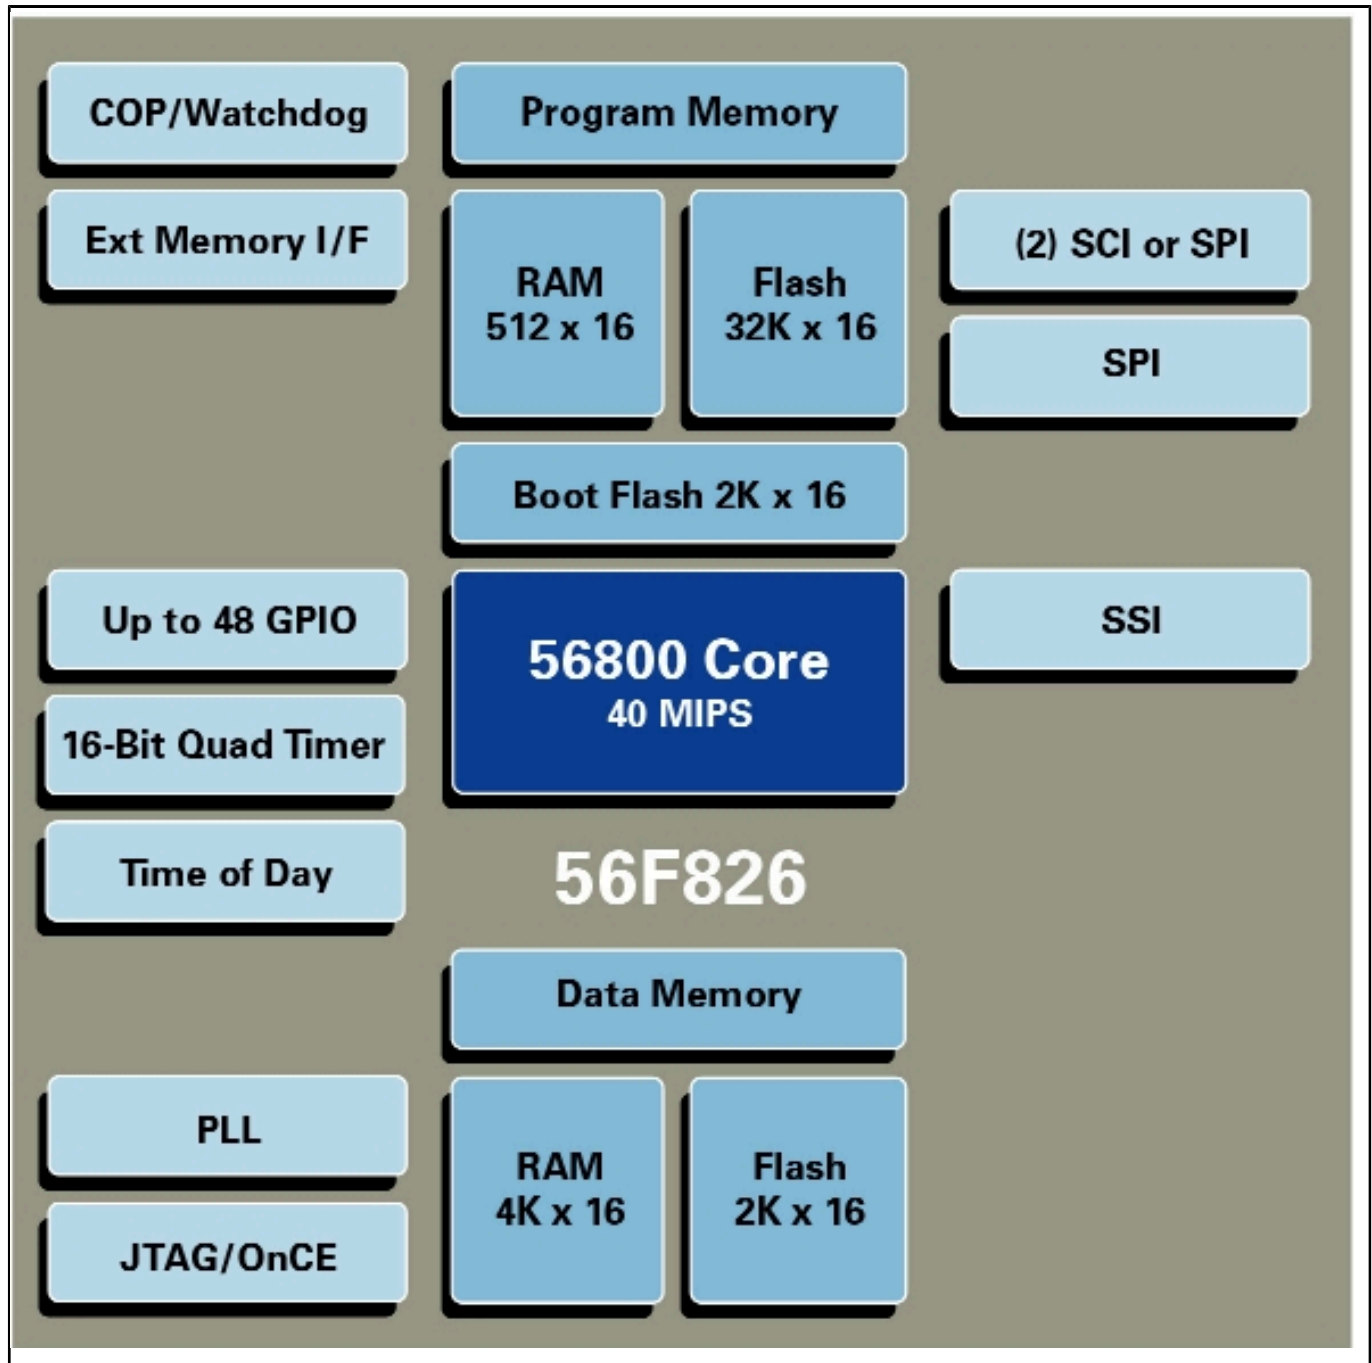 COP/Watchdog
Program Memory
Ext Memory I/F
RAM
512 x 16
Flash
32K x 16
(2) SCI or SPI
SPI
Boot Flash 2K x 16
Up to 48 GPIO
56800 Core
40 MIPS
SSI
16-Bit Quad Timer
Time of Day
56F826
Data Memory
PLL
RAM
4K x 16
Flash
2K x 16
JTAG/OnCE